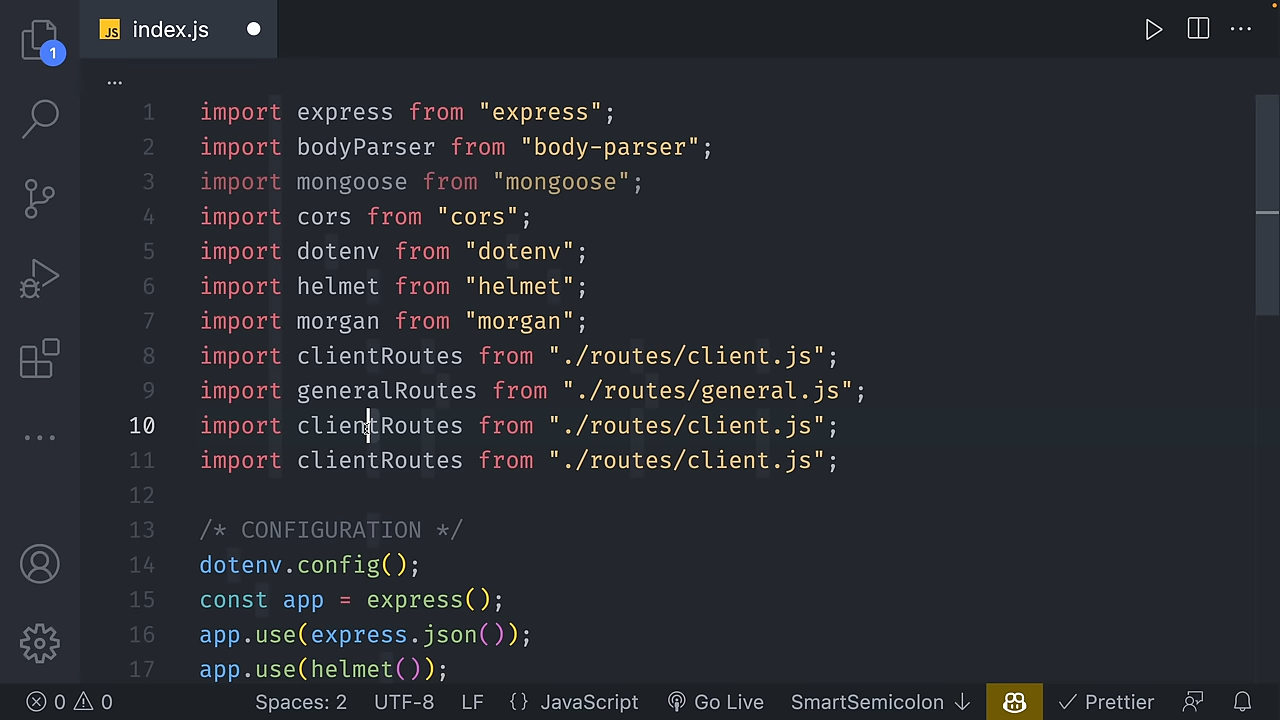 JS index.js
1
...
1 import express from "express";
2 import bodyParser from "body-parser";
3 import mongoose from "mongoose";
4 import cors from "cors";
5 import dotenv from "dotenv";
6 import helmet from "helmet";
7 import morgan from "morgan";
8 import clientRoutes from "./routes/client.js";
9 import generalRoutes from "./routes/general.js";
10 import clientRoutes from "./routes/client.js";
11 import clientRoutes from "./routes/client.js";
12
13 /* CONFIGURATION */
14 dotenv.config();
15 const app = express();
16 app.use(express.json());
17 app.use(helmet());
0 0 Spaces: 2 UTF-8 LF {} JavaScript Go Live SmartSemicolon ↓ Prettier